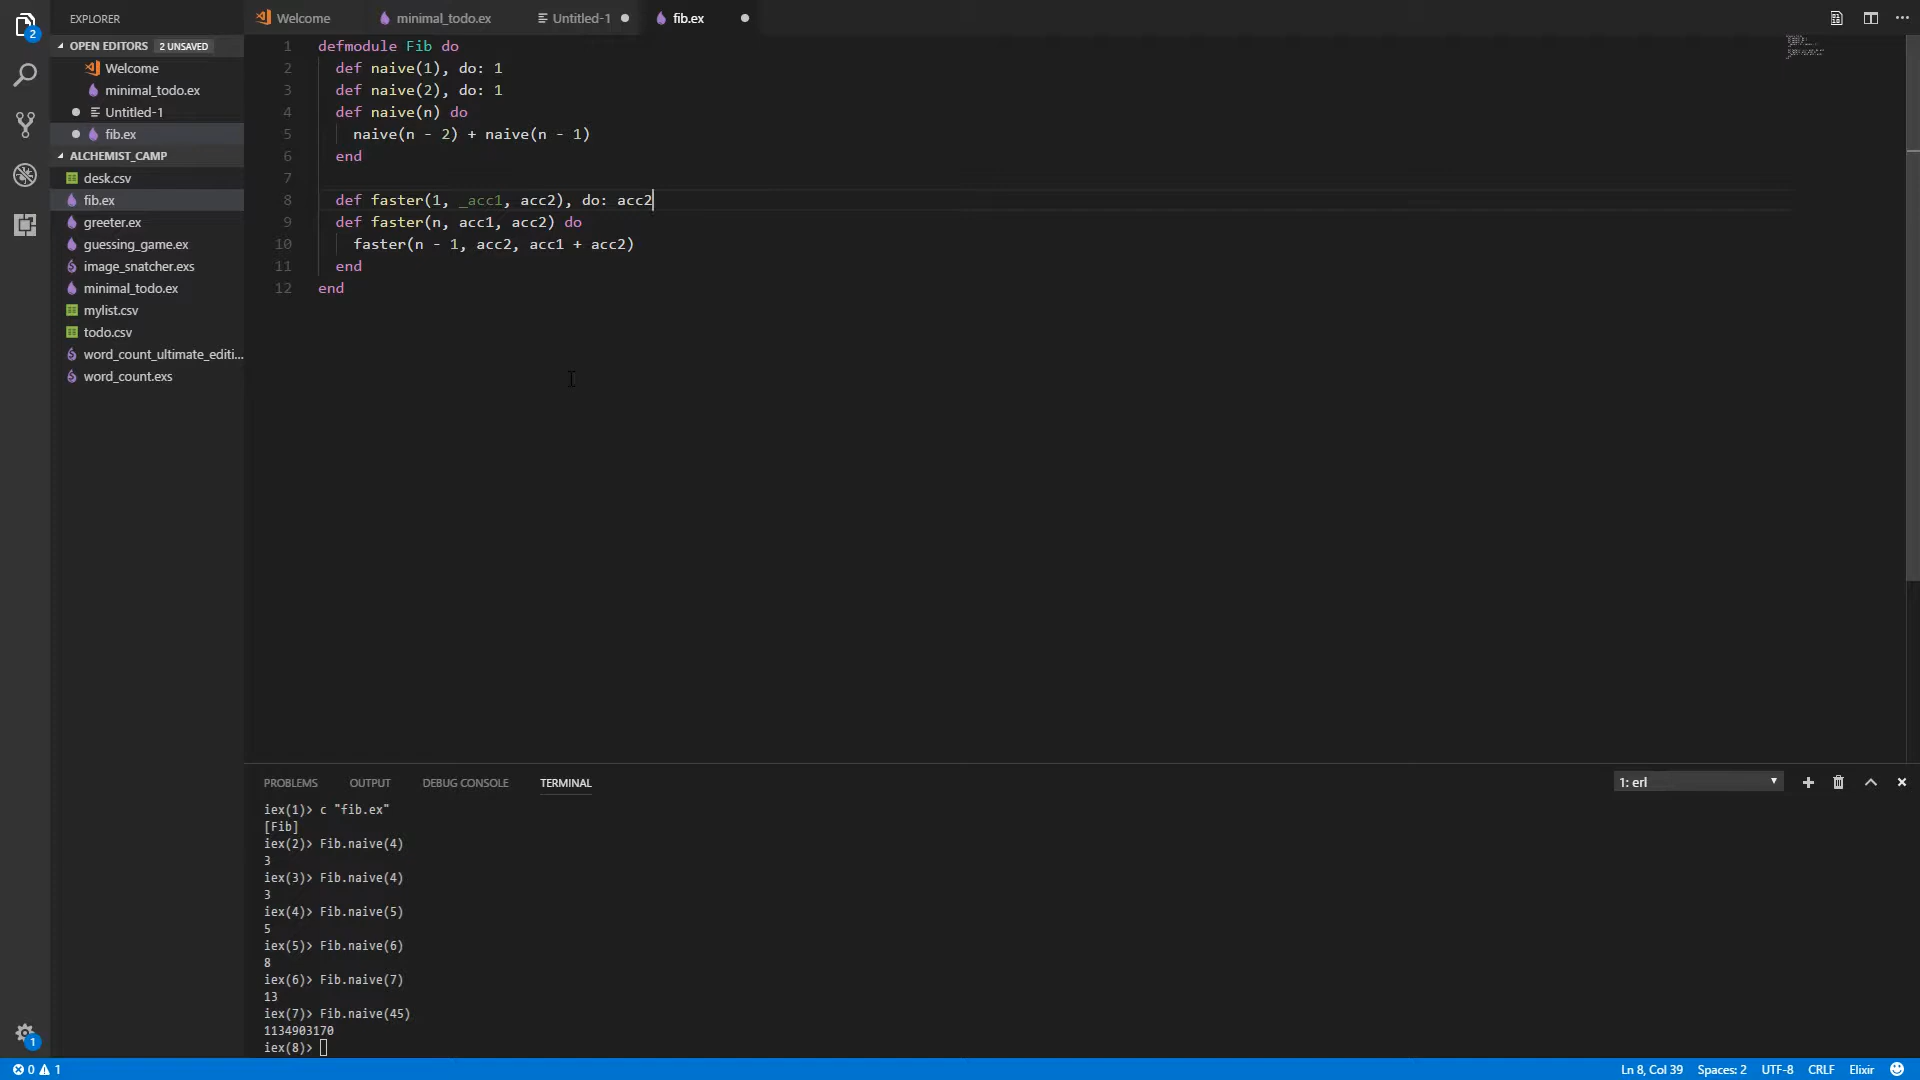 EXPLORER
OPEN EDITORS 2 UNSAVED
Welcome
minimal_todo.ex
Untitled-1
fib.ex
ALCHEMIST_CAMP
desk.csv
fib.ex
greeter.ex
guessing_game.ex
image_snatcher.exs
minimal_todo.ex
mylist.csv
todo.csv
word_count_ultimate_editi...
word_count.exs
2
1
Welcome minimal_todo.ex Untitled-1 fib.ex
1 defmodule Fib do
2 def naive(1), do: 1
3 def naive(2), do: 1
4 def naive(n) do
5 naive(n - 2) + naive(n - 1)
6 end
7
8 def faster(1, _acc1, acc2), do: acc2
9 def faster(n, acc1, acc2) do
10 faster(n - 1, acc2, acc1 + acc2)
11 end
12 end
PROBLEMS OUTPUT DEBUG CONSOLE TERMINAL 1: erl
iex(1)> c "fib.ex"
[Fib]
iex(2)> Fib.naive(4)
3
iex(3)> Fib.naive(4)
3
iex(4)> Fib.naive(5)
5
iex(5)> Fib.naive(6)
8
iex(6)> Fib.naive(7)
13
iex(7)> Fib.naive(45)
1134903170
iex(8)>
0 1 Ln 8, Col 39 Spaces: 2 UTF-8 CRLF Elixir